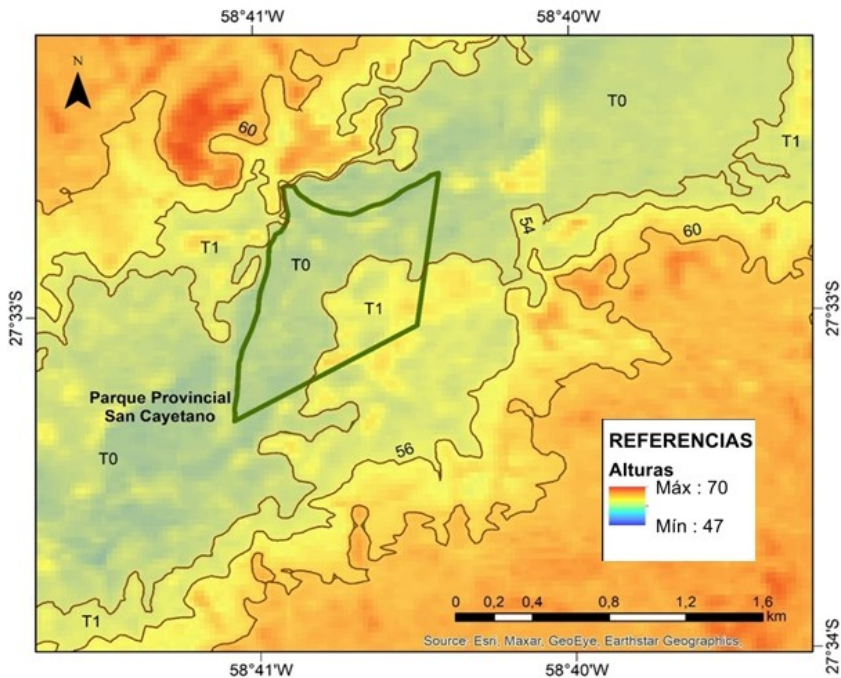 58°41'W
58°40'W
N
60
T0
T1
T1
54
60
T0
T1
27°33'S
27°33'S
Parque Provincial
San Cayetano
T0
56
REFERENCIAS
Alturas
Máx : 70
Mín : 47
T1
0
0,2
0,4
0,8
1,2
1,6
km
Source: Esri, Maxar, GeoEye, Earthstar Geographics,
27°34'S
58°41'W
58°40'W